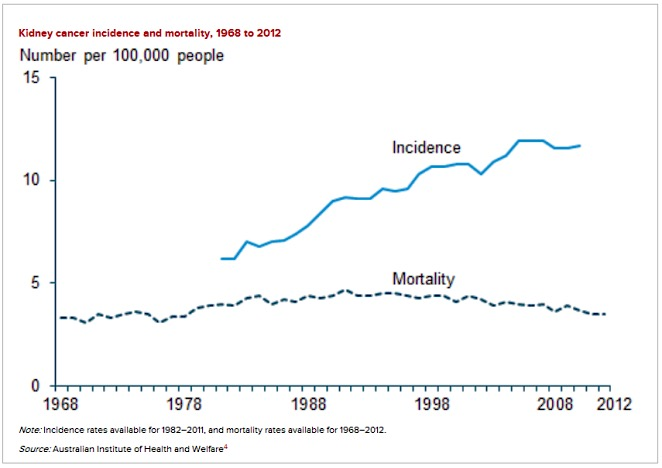 Kidney cancer incidence and mortality, 1968 to 2012
Number per 100,000 people
15
Incidence
10
Mortality
5
0
1968 1978 1988 1998 2008 2012
Note: Incidence rates available for 1982–2011, and mortality rates available for 1968–2012.
Source: Australian Institute of Health and Welfare4